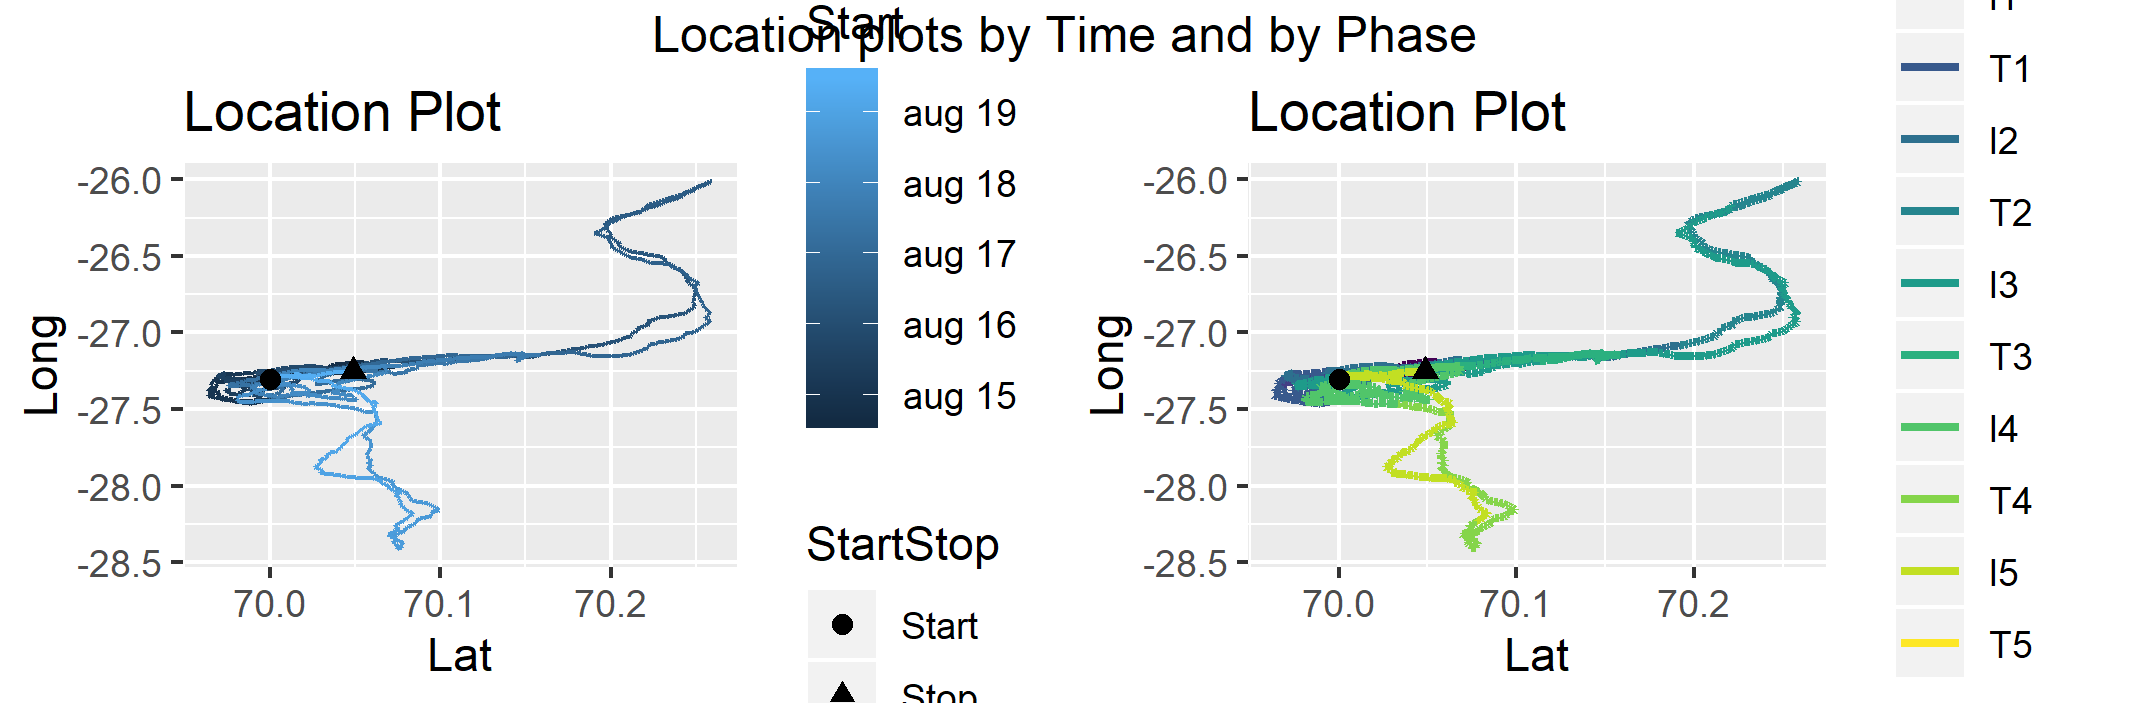 Location plots by Time and by Phase
Location Plot
Long
-26.0
-26.5
-27.0
-27.5
-28.0
-28.5
70.0 70.1 70.2
Lat
Start
aug 19
aug 18
aug 17
aug 16
aug 15
StartStop
Start
Stop
Location Plot
Long
-26.0
-26.5
-27.0
-27.5
-28.0
-28.5
70.0 70.1 70.2
Lat
T1
I2
T2
I3
T3
I4
T4
I5
T5